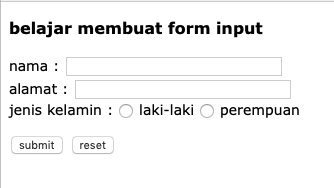 belajar membuat form input
nama :
alamat :
jenis kelamin : laki-laki perempuan
submit reset